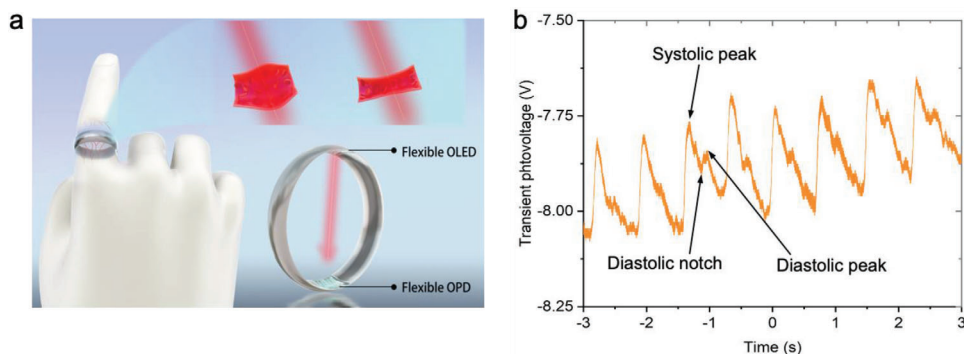 a
Flexible OLED
Flexible OPD
b
Transient phtovoltage (V)
-7.50
-7.75
-8.00
-8.25
Systolic peak
Diastolic notch
Diastolic peak
-3 -2 -1 0 1 2 3
Time (s)